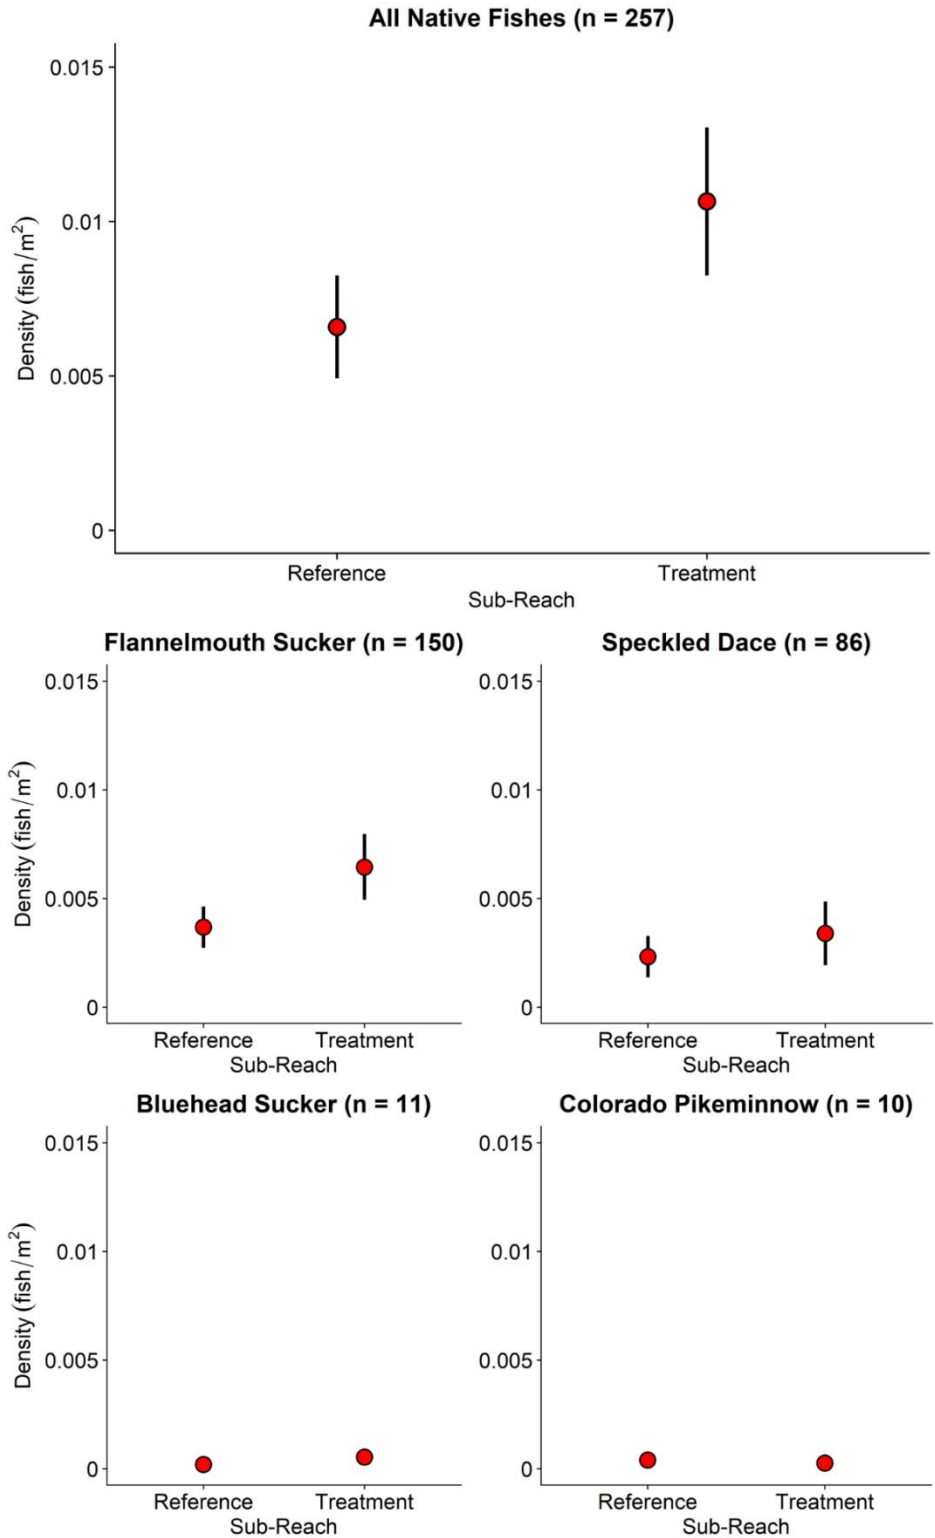 All Native Fishes (n = 257)
0.015
0.01
0.005
0
Density (fish/m²)
Reference Treatment
Sub-Reach
Flannelmouth Sucker (n = 150)
0.015
0.01
0.005
0
Density (fish/m²)
Reference Treatment
Sub-Reach
Speckled Dace (n = 86)
0.015
0.01
0.005
0
Reference Treatment
Sub-Reach
Bluehead Sucker (n = 11)
0.015
0.01
0.005
0
Density (fish/m²)
Reference Treatment
Sub-Reach
Colorado Pikeminnow (n = 10)
0.015
0.01
0.005
0
Reference Treatment
Sub-Reach